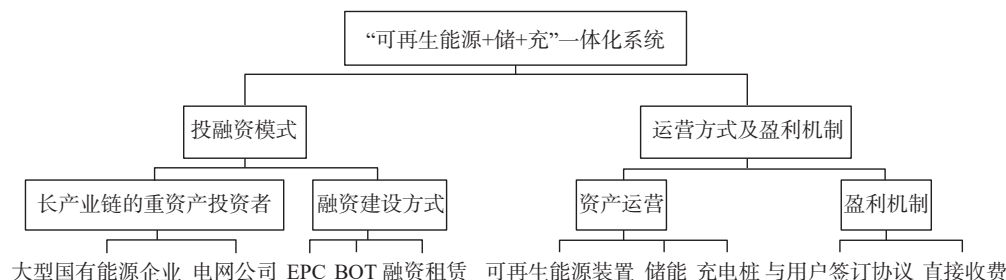 “可再生能源+储+充”一体化系统
投融资模式
运营方式及盈利机制
长产业链的重资产投资者
融资建设方式
资产运营
盈利机制
大型国有能源企业 电网公司 EPC BOT 融资租赁 可再生能源装置 储能 充电桩 与用户签订协议 直接收费